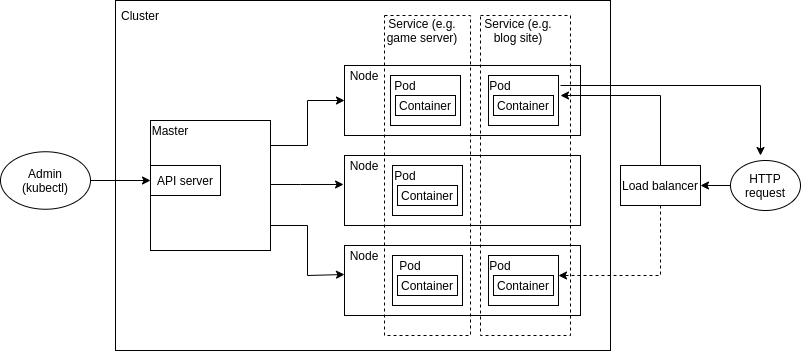 Cluster
Service (e.g.
game server)
Service (e.g.
blog site)
Node
Pod
Container
Pod
Container
Master
API server
Admin
(kubectl)
Node
Pod
Container
Load balancer
HTTP
request
Node
Pod
Container
Pod
Container